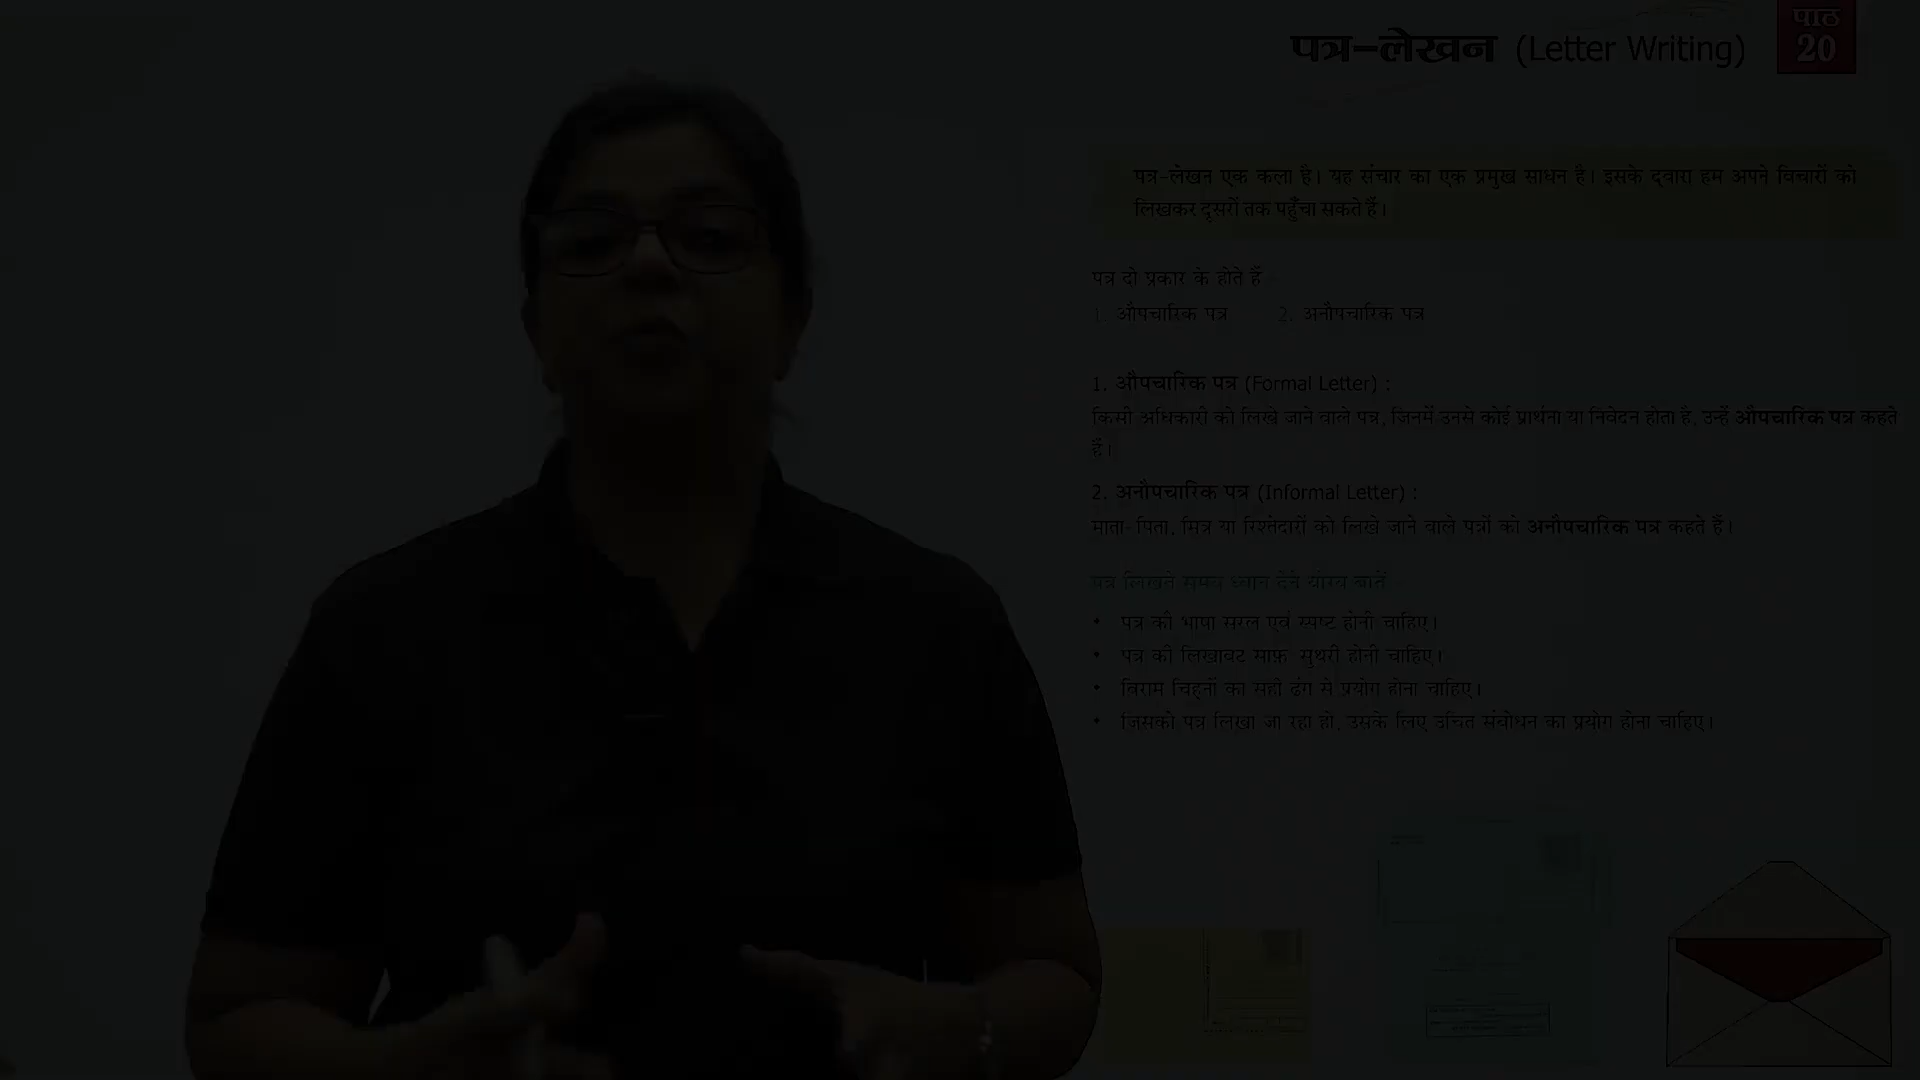 पाठ
20
पत्र-लेखन (Letter Writing)
पत्र-लेखन एक कला है। यह संचार का एक प्रमुख साधन है। इसके द्वारा हम अपने विचारों को
लिखकर दूसरों तक पहुँचा सकते हैं।
पत्र दो प्रकार के होते हैं -
1. औपचारिक पत्र 2. अनौपचारिक पत्र
1. औपचारिक पत्र (Formal Letter) :
किसी अधिकारी को लिखे जाने वाले पत्र, जिनमें उनसे कोई प्रार्थना या निवेदन होता है, उन्हें औपचारिक पत्र कहते
हैं।
2. अनौपचारिक पत्र (Informal Letter) :
माता-पिता, मित्र या रिश्तेदारों को लिखे जाने वाले पत्रों को अनौपचारिक पत्र कहते हैं।
पत्र लिखते समय ध्यान देने योग्य बातें
• पत्र की भाषा सरल एवं स्पष्ट होनी चाहिए।
• पत्र की लिखावट साफ़-सुथरी होनी चाहिए।
• विराम चिह्नों का सही ढंग से प्रयोग होना चाहिए।
• जिसको पत्र लिखा जा रहा हो, उसके लिए उचित संबोधन का प्रयोग होना चाहिए।